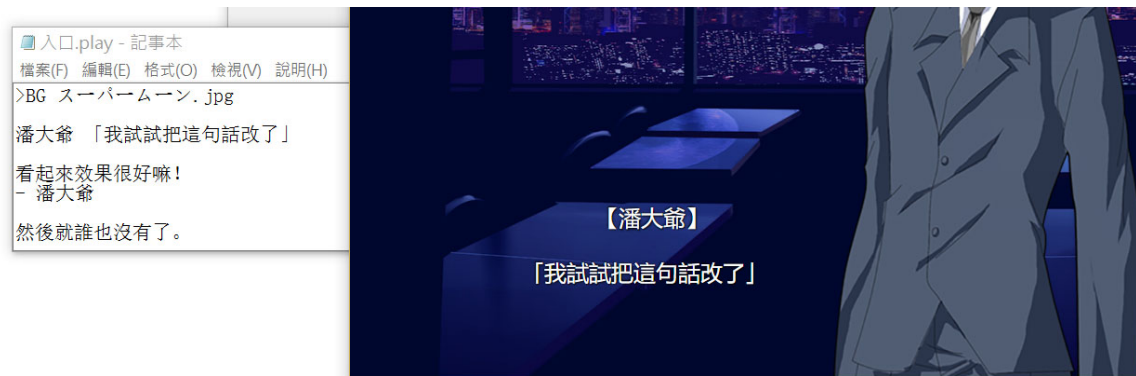 入口.play - 記事本
檔案(F) 編輯(E) 格式(O) 檢視(V) 說明(H)
>BG スーパームーン.jpg
潘大爺 「我試試把這句話改了」
看起來效果很好嘛!
- 潘大爺
然後就誰也沒有了。
【潘大爺】
「我試試把這句話改了」